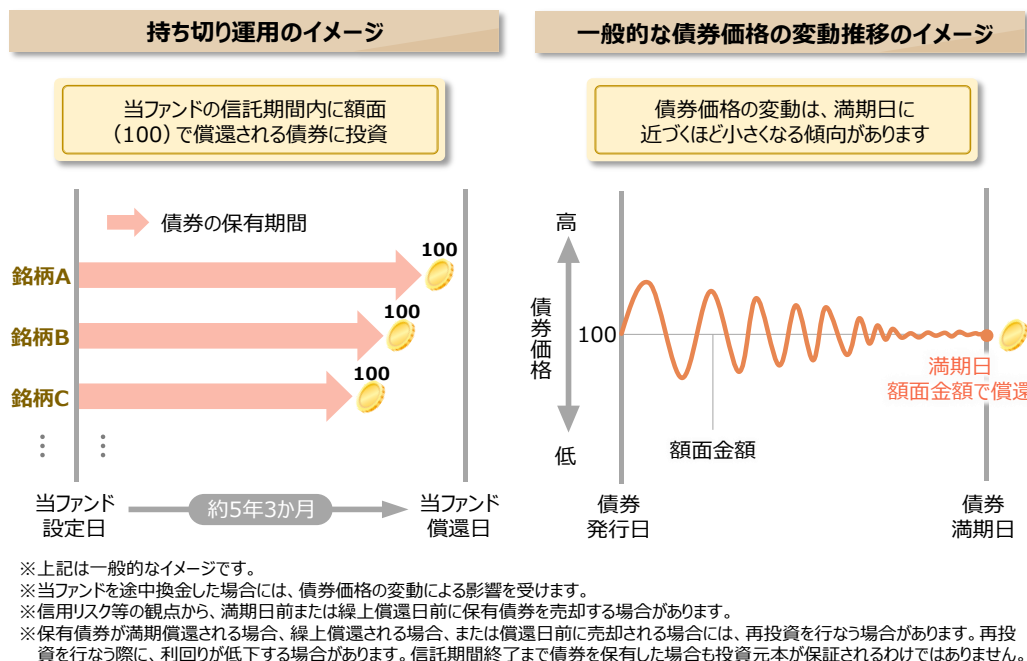 持ち切り運用のイメージ
当ファンドの信託期間内に額面
（100）で償還される債券に投資
債券の保有期間
銘柄A
100
銘柄B
100
銘柄C
100
⋮ ⋮
当ファンド
設定日
約5年3か月
当ファンド
償還日
一般的な債券価格の変動推移のイメージ
債券価格の変動は、満期日に
近づくほど小さくなる傾向があります
高
債券価格
100
低
額面金額
満期日
額面金額で償還
債券
発行日
債券
満期日
※上記は一般的なイメージです。
※当ファンドを途中換金した場合には、債券価格の変動による影響を受けます。
※信用リスク等の観点から、満期日前または繰上償還日前に保有債券を売却する場合があります。
※保有債券が満期償還される場合、繰上償還される場合、または償還日前に売却される場合には、再投資を行なう場合があります。再投
資を行なう際に、利回りが低下する場合があります。信託期間終了まで債券を保有した場合も投資元本が保証されるわけではありません。